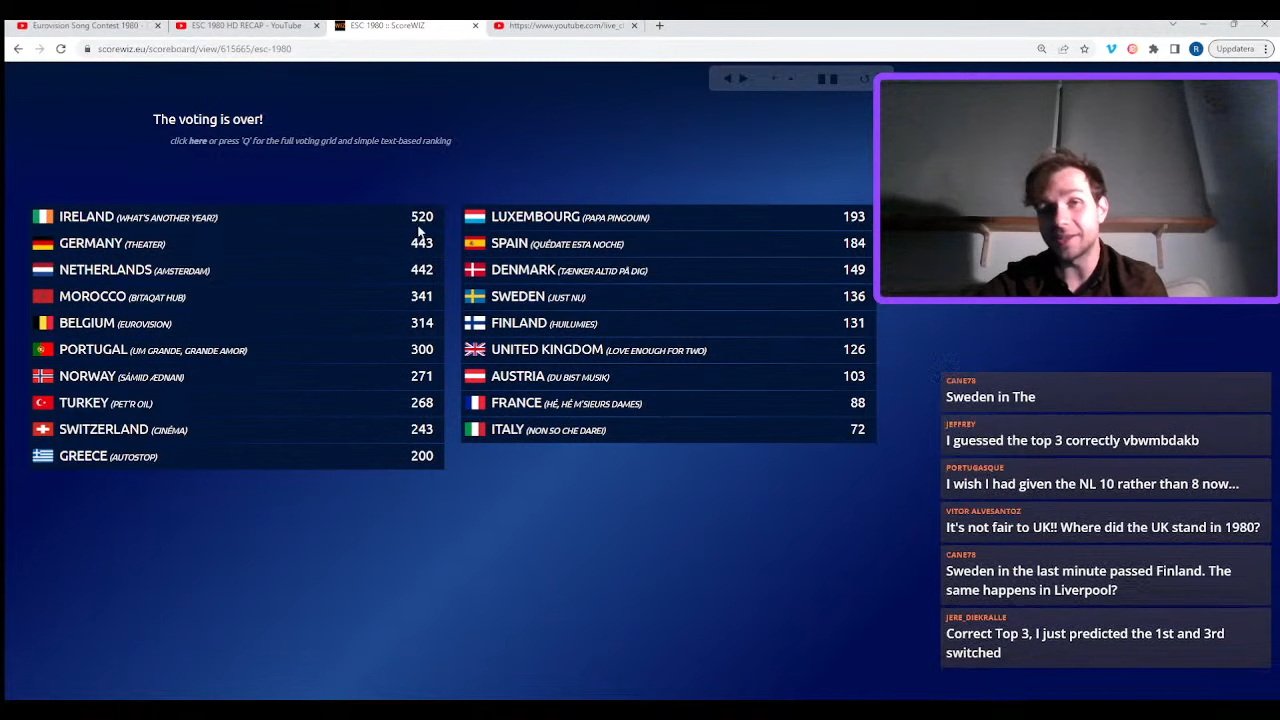 Eurovision Song Contest 1980 -
ESC 1980 HD RECAP - YouTube
ESC 1980 :: ScoreWIZ
https://www.youtube.com/live_c
scorewiz.eu/scoreboard/view/615665/esc-1980
R
Uppdatera
The voting is over!
click here or press 'Q' for the full voting grid and simple text-based ranking
IRELAND (WHAT'S ANOTHER YEAR?) 520
GERMANY (THEATER) 443
NETHERLANDS (AMSTERDAM) 442
MOROCCO (BITAQAT HUB) 341
BELGIUM (EUROVISION) 314
PORTUGAL (UM GRANDE, GRANDE AMOR) 300
NORWAY (SÁMIID ÆDNAN) 271
TURKEY (PET'R OIL) 268
SWITZERLAND (CINÉMA) 243
GREECE (AUTOSTOP) 200
LUXEMBOURG (PAPA PINGOUIN) 193
SPAIN (QUÉDATE ESTA NOCHE) 184
DENMARK (TÆNKER ALTID PÅ DIG) 149
SWEDEN (JUST NU) 136
FINLAND (HUILUMIES) 131
UNITED KINGDOM (LOVE ENOUGH FOR TWO) 126
AUSTRIA (DU BIST MUSIK) 103
FRANCE (HÉ, HÉ M'SIEURS DAMES) 88
ITALY (NON SO CHE DAREI) 72
CANE78
Sweden in The
JEFFREY
I guessed the top 3 correctly vbwmbdakb
PORTUGASQUE
I wish I had given the NL 10 rather than 8 now...
VITOR ALVESANTOZ
It's not fair to UK!! Where did the UK stand in 1980?
CANE78
Sweden in the last minute passed Finland. The
same happens in Liverpool?
JERE_DIEKRALLE
Correct Top 3, I just predicted the 1st and 3rd
switched